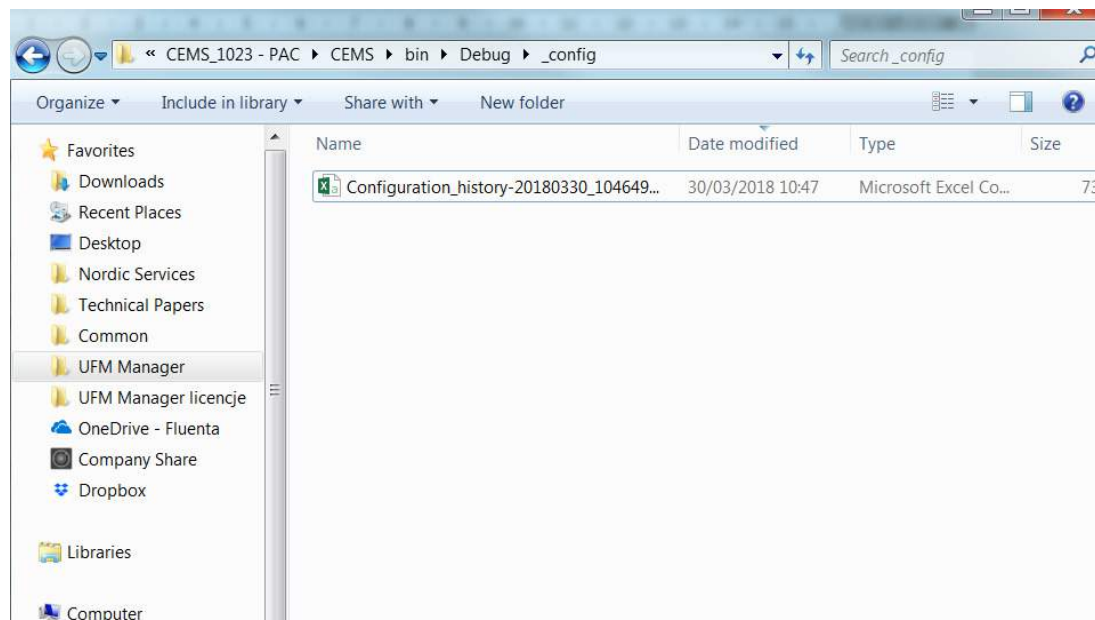 « CEMS_1023 - PAC CEMS bin Debug _config Search _config
Organize Include in library Share with New folder
Name Date modified Type Size
Configuration_history-20180330_104649... 30/03/2018 10:47 Microsoft Excel Co...
Favorites
Downloads
Recent Places
Desktop
Nordic Services
Technical Papers
Common
UFM Manager
UFM Manager licencje
OneDrive - Fluenta
Company Share
Dropbox
Libraries
Computer